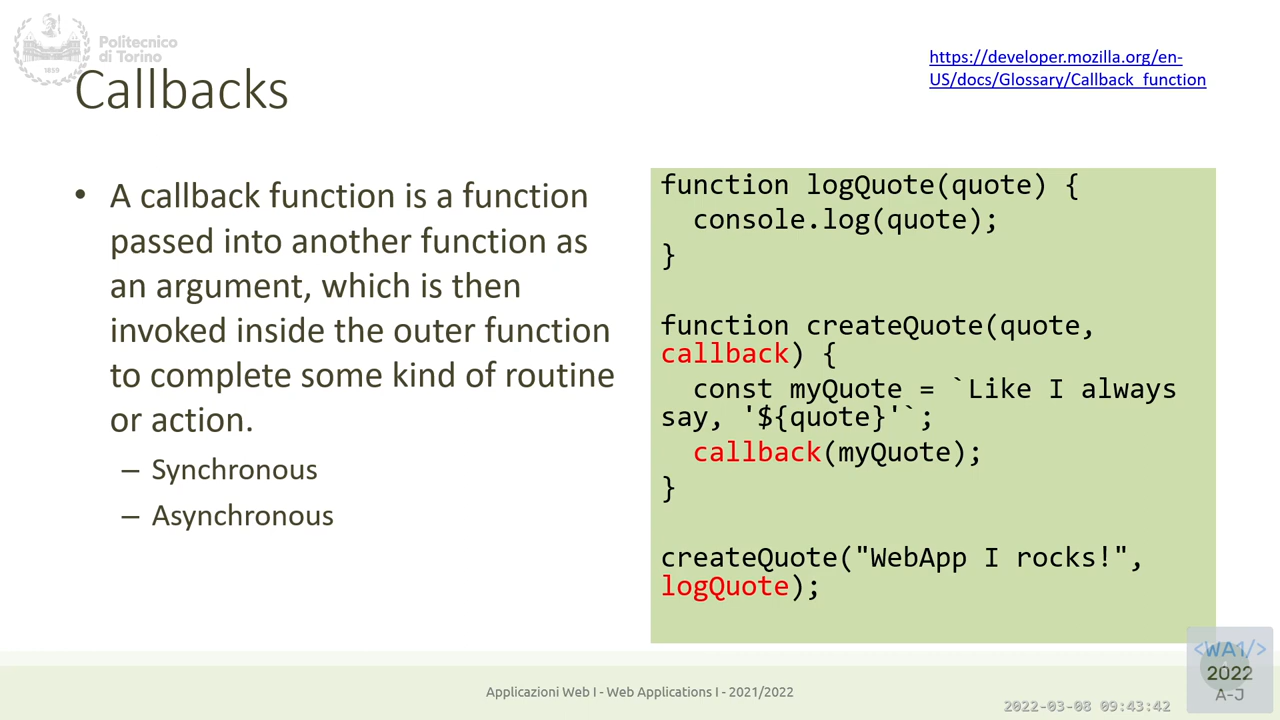 Politecnico
di Torino
1859
Callbacks
https://developer.mozilla.org/en-
US/docs/Glossary/Callback_function
• A callback function is a function
passed into another function as
an argument, which is then
invoked inside the outer function
to complete some kind of routine
or action.
– Synchronous
– Asynchronous
function logQuote(quote) {
  console.log(quote);
}
function createQuote(quote,
callback) {
  const myQuote = `Like I always
say, '${quote}'`;
  callback(myQuote);
}
createQuote("WebApp I rocks!",
logQuote);
Applicazioni Web I - Web Applications I - 2021/2022
2022-03-08 09:43:42
<WA1/>
2022
A-J